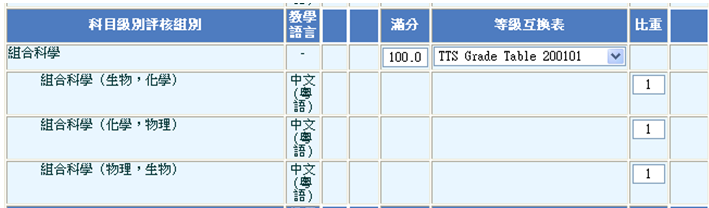 科目級別評核組別 教學語言 滿分 等級互換表 比重
組合科學 - 100.0 TTS Grade Table 200101
組合科學（生物，化學） 中文(粵語) 1
組合科學（化學，物理） 中文(粵語) 1
組合科學（物理，生物） 中文(粵語) 1